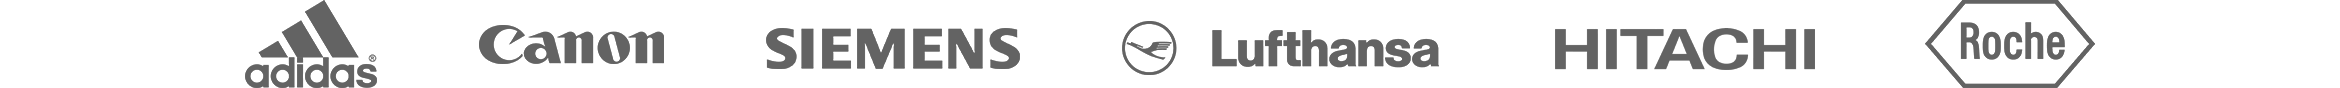 adidas®
Canon
SIEMENS
Lufthansa
HITACHI
Roche